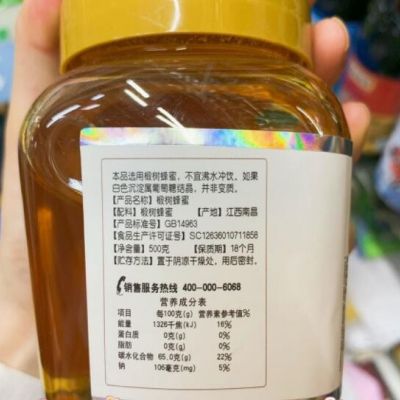 本品选用椴树蜂蜜，不宜沸水冲饮。如果
白色沉淀属葡萄糖结晶，并非变质。
【产品名称】椴树蜂蜜
【配料】椴树蜂蜜 【产地】江西南昌
【产品标准号】GB14963
【食品生产许可证号】SC12636010711856
【净含量】500克 【保质期】18个月
【贮存方法】置于阴凉干燥处，用后密封。
销售服务热线 400-000-6068
营养成分表
项目 每100克(g) 营养素参考值%
能量 1326千焦(kJ) 16%
蛋白质 0克(g) 0%
脂肪 0克(g) 0%
碳水化合物 65.0克(g) 22%
钠 106毫克(mg) 5%